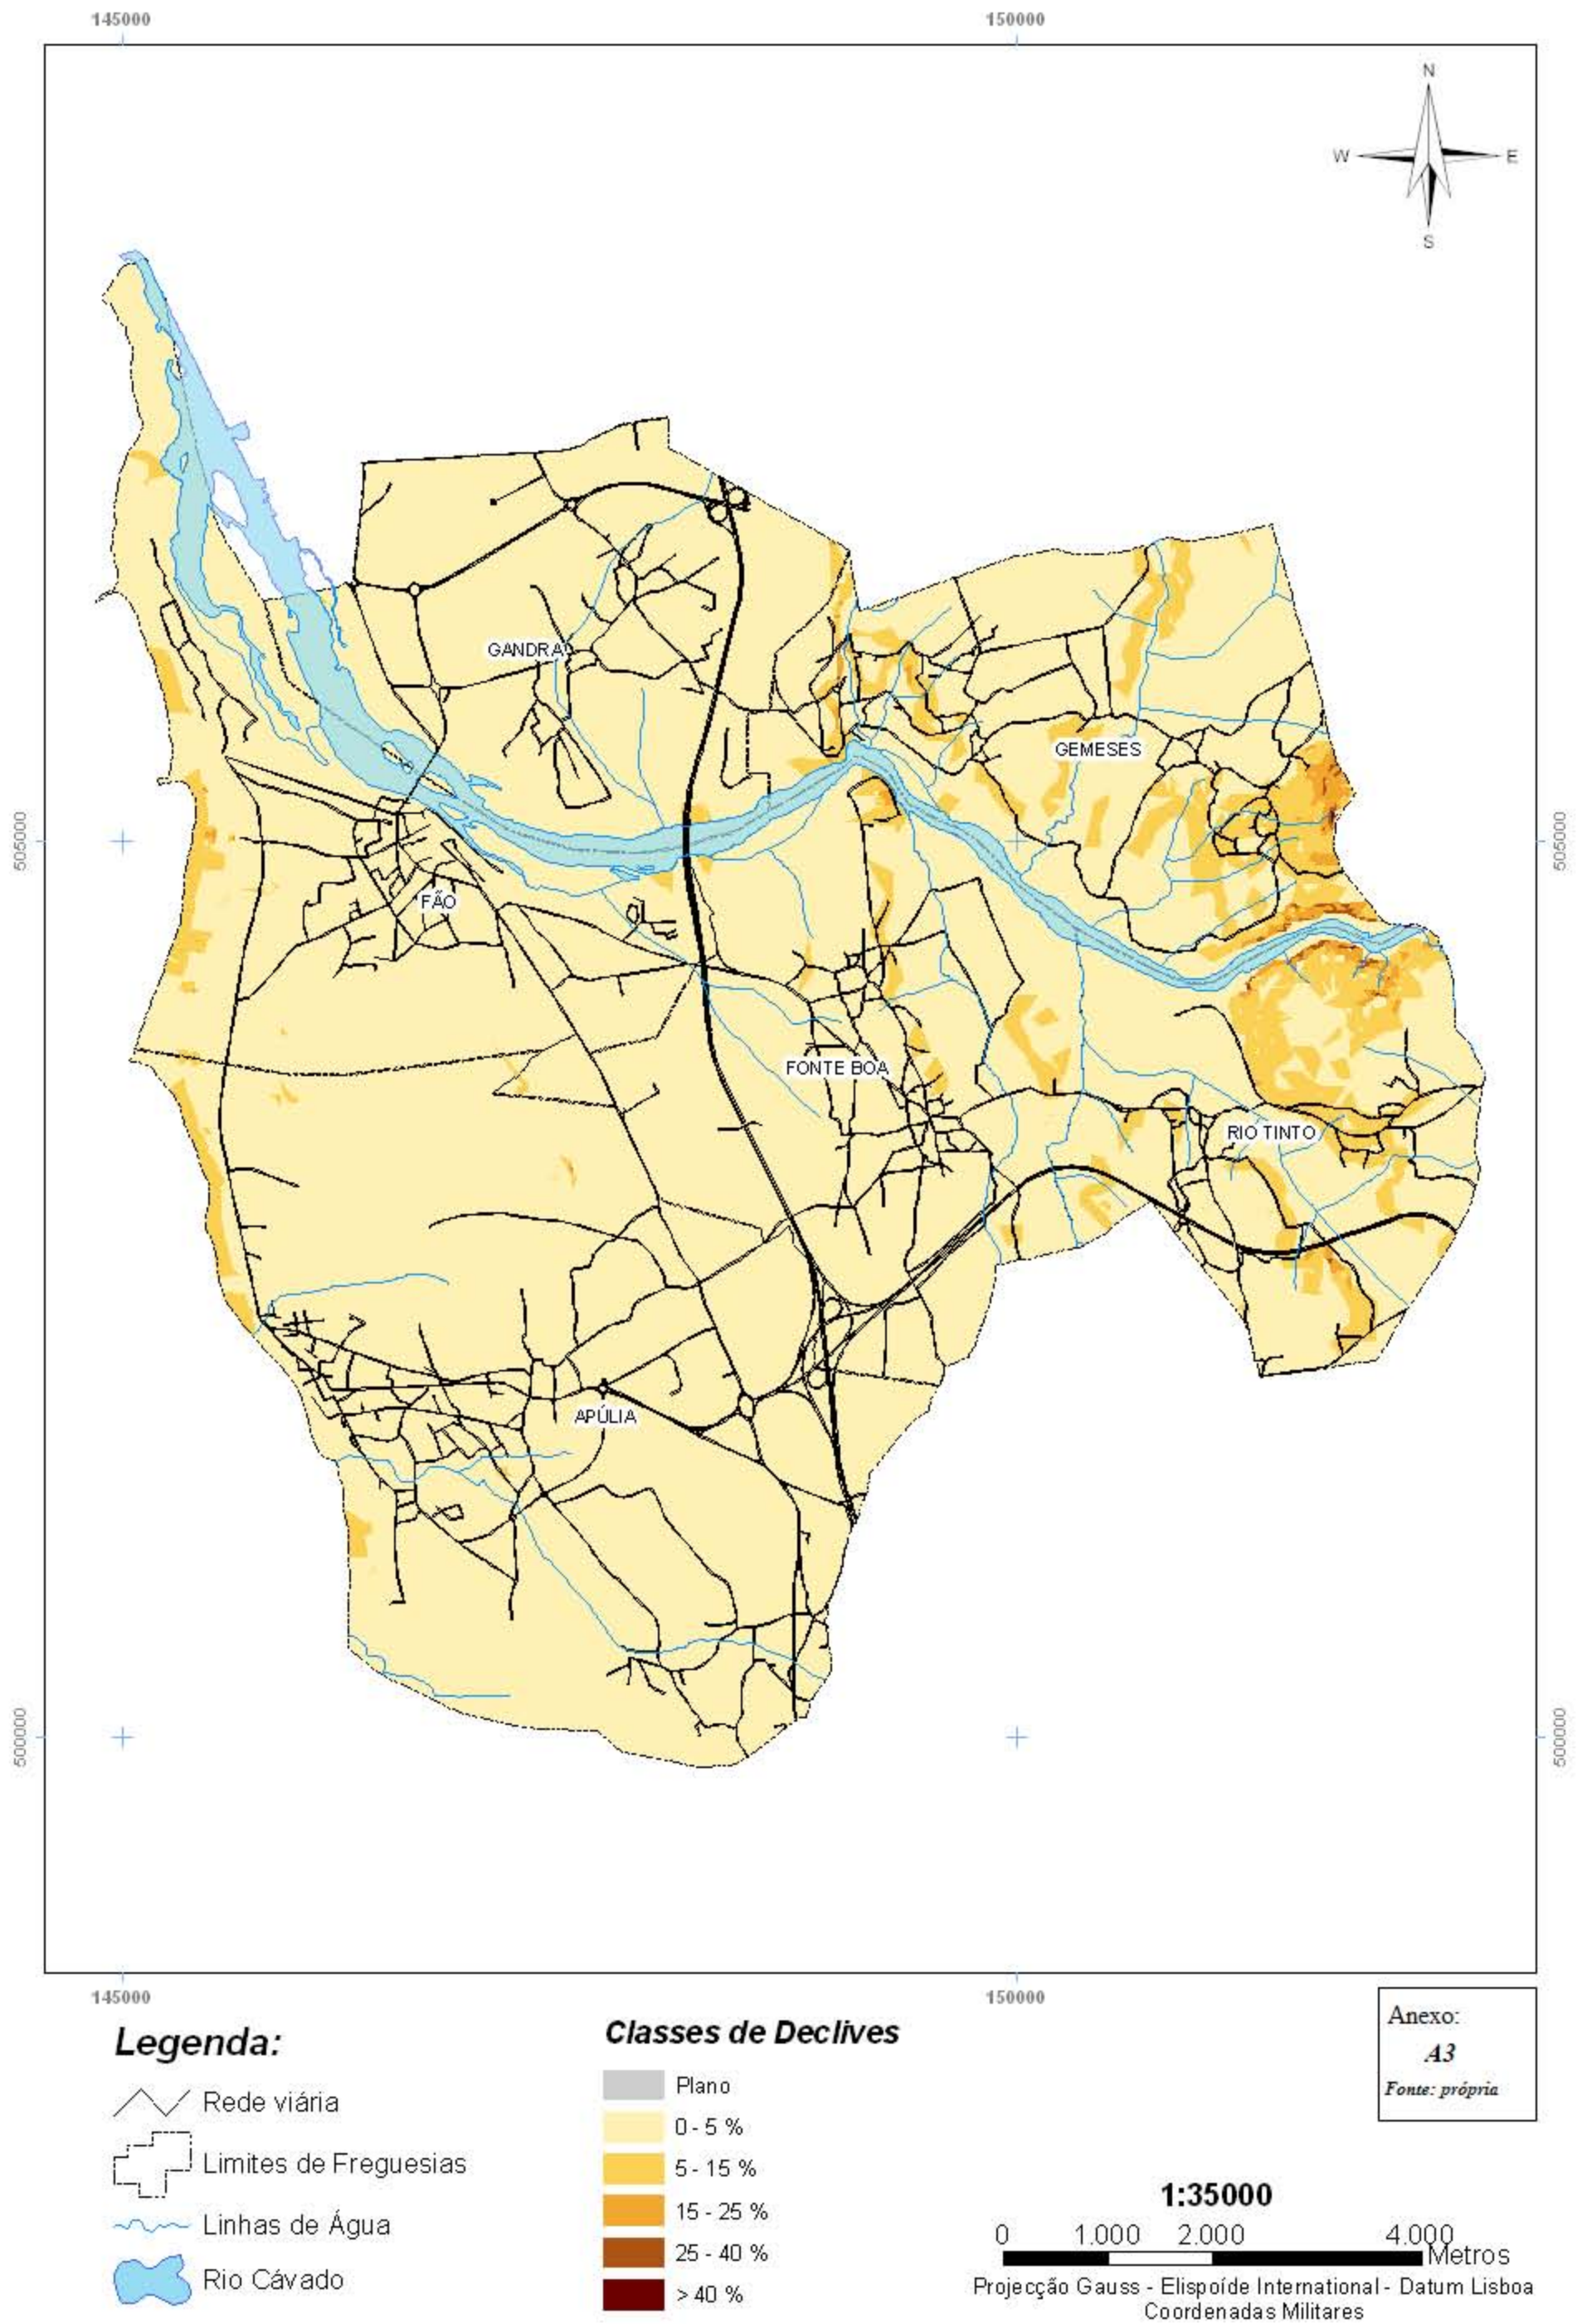 145000
150000
N
W
E
S
GANDRA
GEMESES
505000
505000
FÃO
FONTE BOA
RIO TINTO
APÚLIA
500000
500000
145000
150000
Legenda:
Rede viária
Limites de Freguesias
Linhas de Água
Rio Cávado
Classes de Declives
Plano
0 - 5 %
5 - 15 %
15 - 25 %
25 - 40 %
> 40 %
Anexo:
A3
Fonte: própria
1:35000
0 1.000 2.000 4.000
Metros
Projecção Gauss - Elispoíde International - Datum Lisboa
Coordenadas Militares